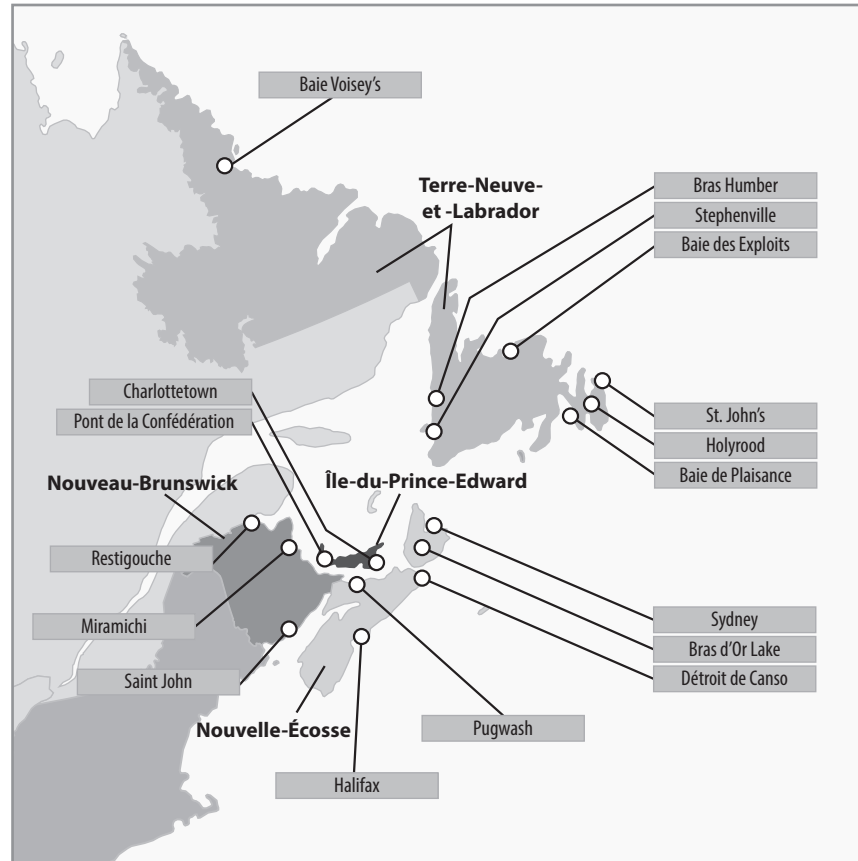 Baie Voisey's
Terre-Neuve-
et -Labrador
Bras Humber
Stephenville
Baie des Exploits
Charlottetown
Pont de la Confédération
St. John's
Holyrood
Baie de Plaisance
Nouveau-Brunswick
Île-du-Prince-Edward
Restigouche
Miramichi
Saint John
Sydney
Bras d'Or Lake
Détroit de Canso
Nouvelle-Écosse
Pugwash
Halifax